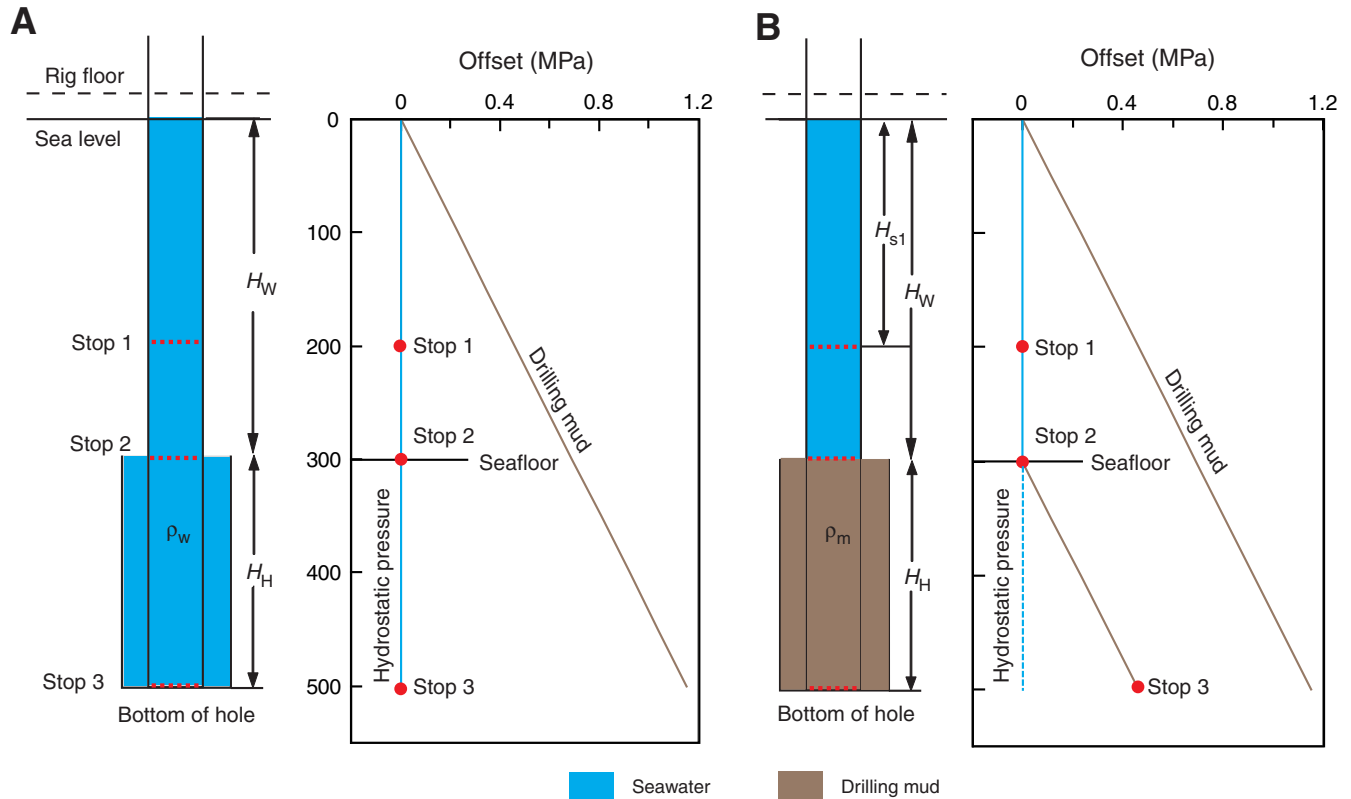 A
Rig floor
Sea level
H_W
Stop 1
Stop 2
ρ_w
H_H
Stop 3
Bottom of hole
Offset (MPa)
0 0.4 0.8 1.2
0
100
200
300
400
500
Stop 1
Drilling mud
Stop 2
Seafloor
Hydrostatic pressure
Stop 3
B
H_s1
H_W
ρ_m
H_H
Bottom of hole
Offset (MPa)
0 0.4 0.8 1.2
Stop 1
Drilling mud
Stop 2
Seafloor
Hydrostatic pressure
Stop 3
Seawater
Drilling mud